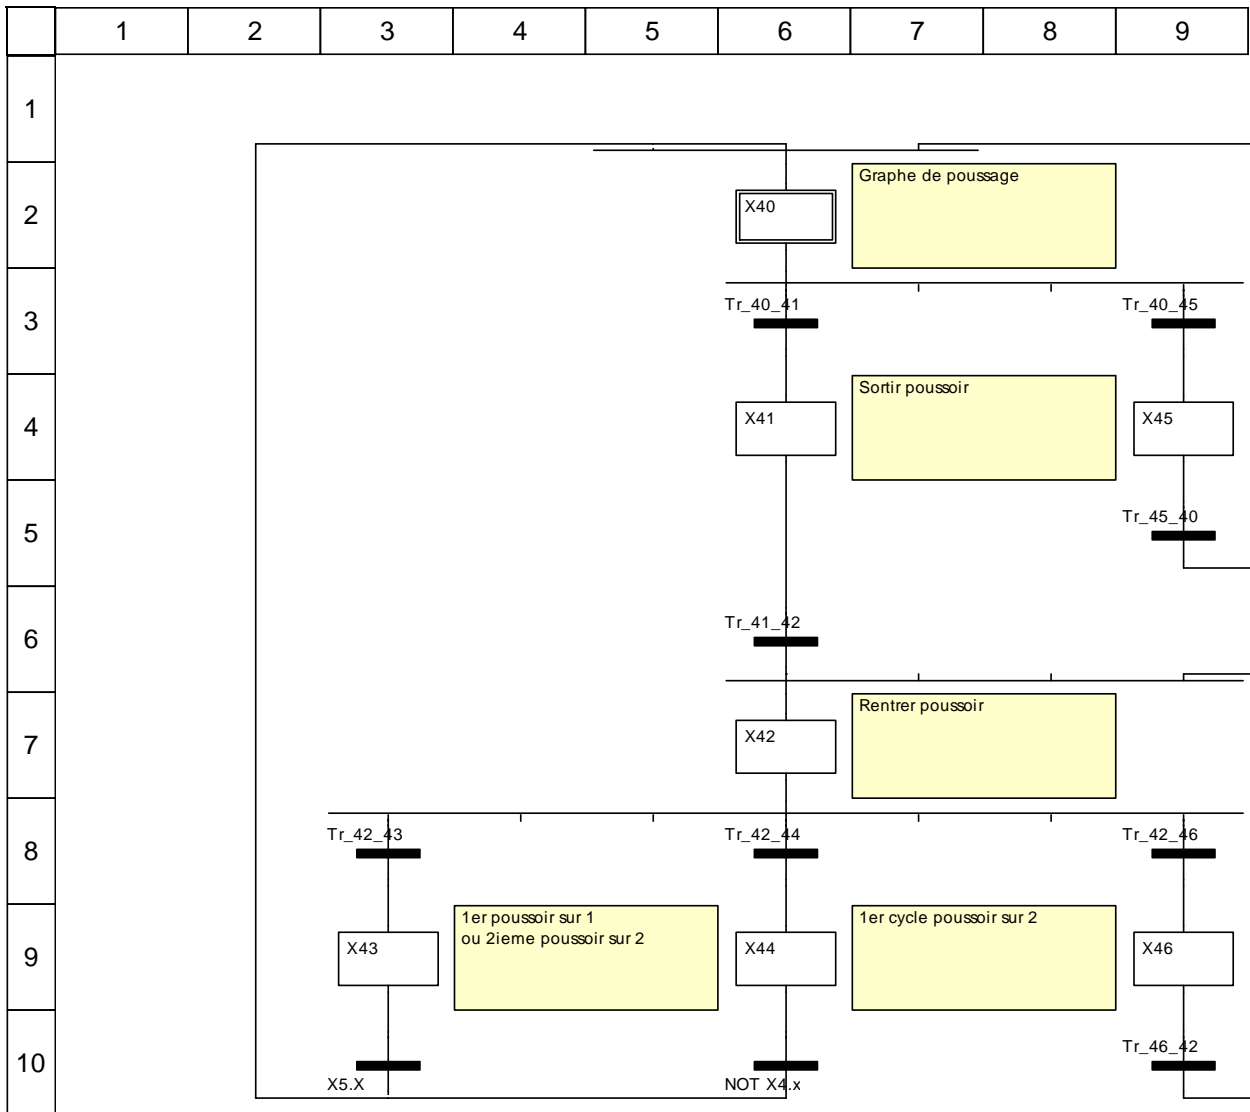 1 2 3 4 5 6 7 8 9
1
2
X40
Graphe de poussage
3
Tr_40_41
Tr_40_45
4
X41
Sortir poussoir
X45
5
Tr_45_40
6
Tr_41_42
7
X42
Rentrer poussoir
8
Tr_42_43
Tr_42_44
Tr_42_46
9
X43
1er poussoir sur 1
ou 2ieme poussoir sur 2
X44
1er cycle poussoir sur 2
X46
10
Tr_46_42
X5.X
NOT X4.x